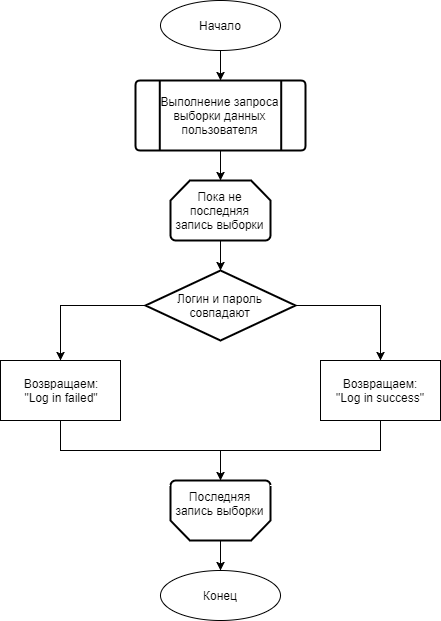 Начало
Выполнение запроса
выборки данных
пользователя
Пока не
последняя
запись выборки
Логин и пароль
совпадают
Возвращаем:
"Log in failed"
Возвращаем:
"Log in success"
Последняя
запись выборки
Конец